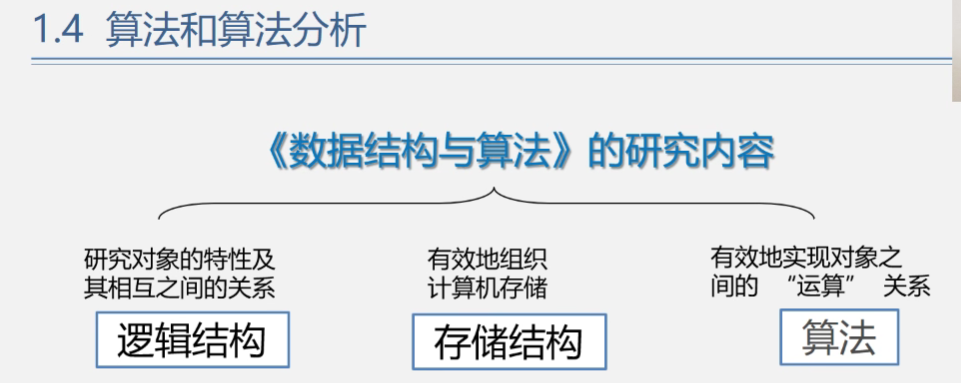 1.4 算法和算法分析
《数据结构与算法》的研究内容
研究对象的特性及
其相互之间的关系
逻辑结构
有效地组织
计算机存储
存储结构
有效地实现对象之
间的 “运算” 关系
算法